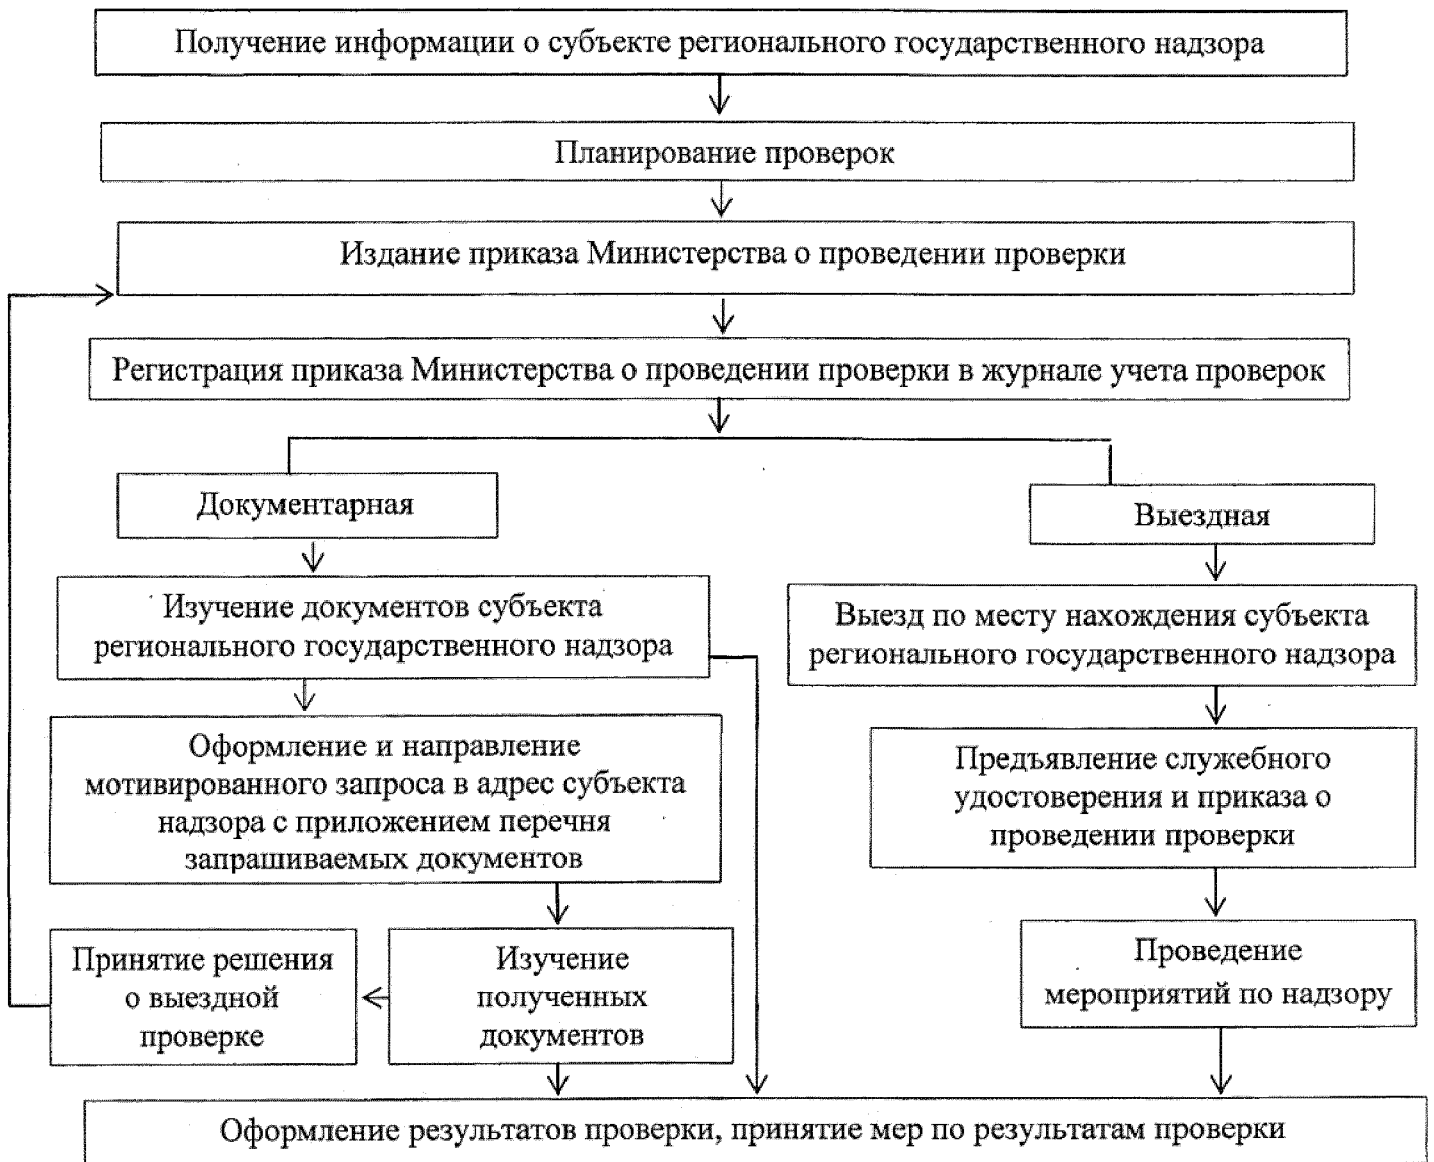 Получение информации о субъекте регионального государственного надзора
Планирование проверок
Издание приказа Министерства о проведении проверки
Регистрация приказа Министерства о проведении проверки в журнале учета проверок
Документарная
Выездная
Изучение документов субъекта
регионального государственного надзора
Выезд по месту нахождения субъекта
регионального государственного надзора
Оформление и направление
мотивированного запроса в адрес субъекта
надзора с приложением перечня
запрашиваемых документов
Предъявление служебного
удостоверения и приказа о
проведении проверки
Принятие решения
о выездной
проверке
Изучение
полученных
документов
Проведение
мероприятий по надзору
Оформление результатов проверки, принятие мер по результатам проверки